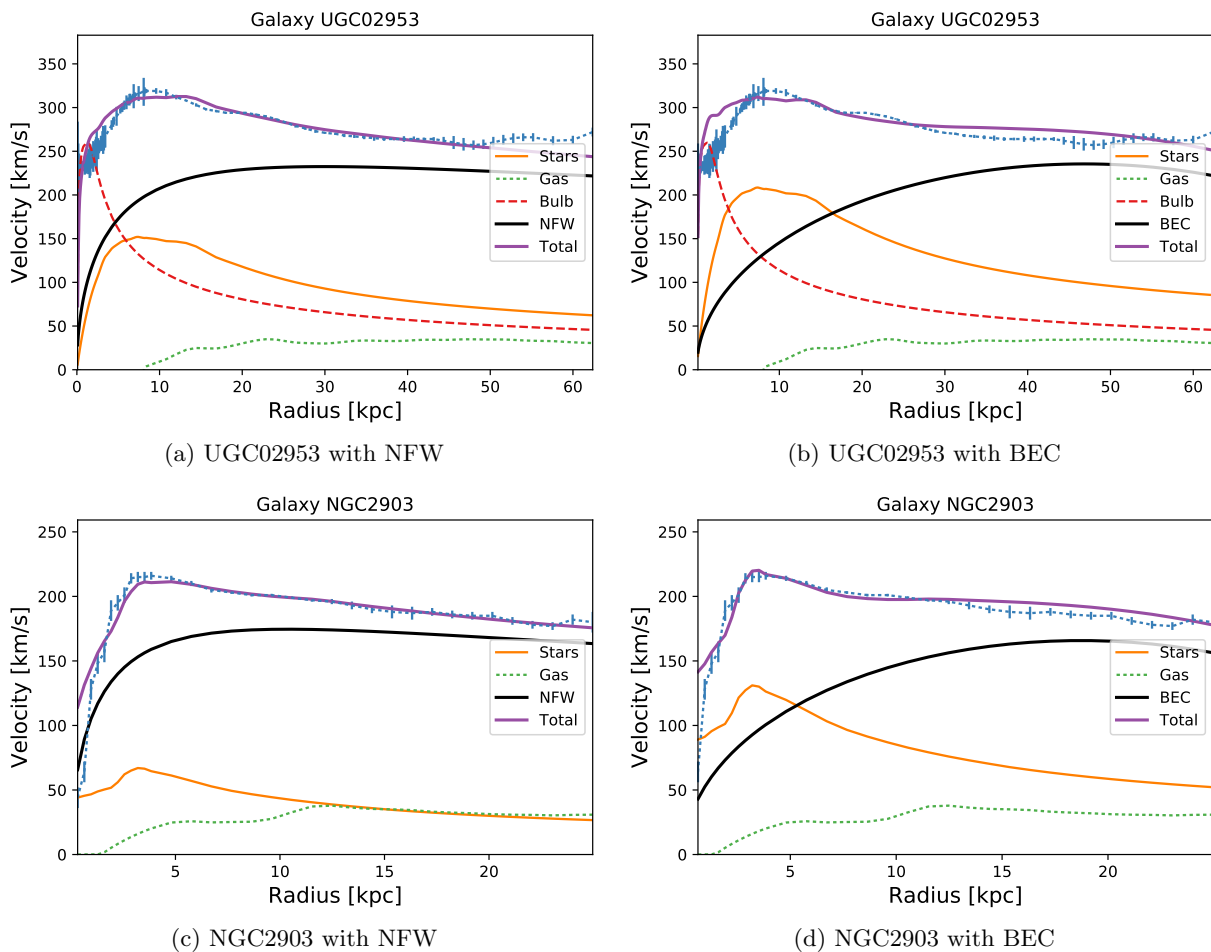 Galaxy UGC02953
Velocity [km/s]
350
300
250
200
150
100
50
0
0 10 20 30 40 50 60
Radius [kpc]
Stars
Gas
Bulb
NFW
Total
(a) UGC02953 with NFW
Galaxy UGC02953
Velocity [km/s]
350
300
250
200
150
100
50
0
10 20 30 40 50 60
Radius [kpc]
Stars
Gas
Bulb
BEC
Total
(b) UGC02953 with BEC
Galaxy NGC2903
Velocity [km/s]
250
200
150
100
50
0
5 10 15 20
Radius [kpc]
Stars
Gas
NFW
Total
(c) NGC2903 with NFW
Galaxy NGC2903
Velocity [km/s]
250
200
150
100
50
0
5 10 15 20
Radius [kpc]
Stars
Gas
BEC
Total
(d) NGC2903 with BEC